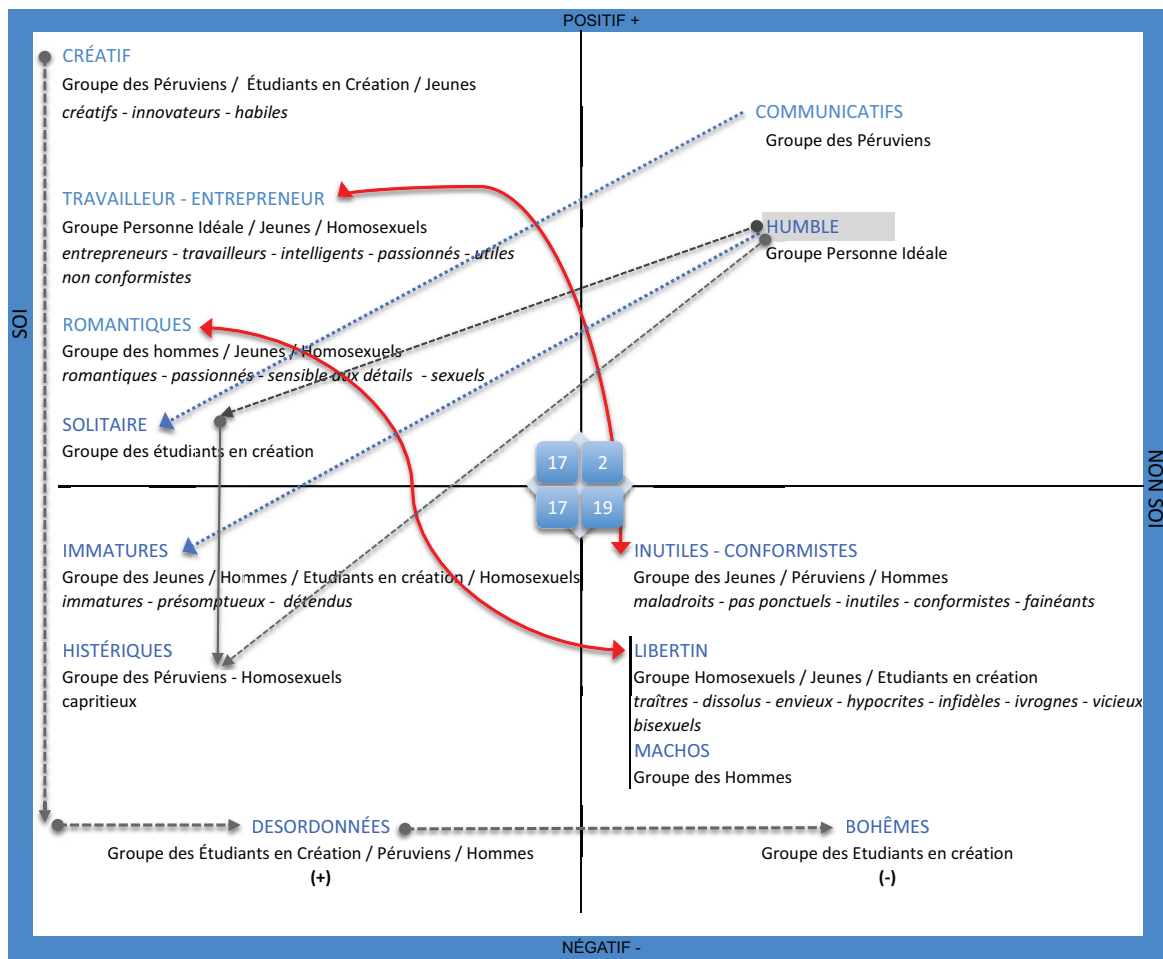 POSITIF +
CRÉATIF
Groupe des Péruviens / Étudiants en Création / Jeunes
créatifs - innovateurs - habiles
COMMUNICATIFS
Groupe des Péruviens
TRAVAILLEUR - ENTREPRENEUR
Groupe Personne Idéale / Jeunes / Homosexuels
entrepreneurs - travailleurs - intelligents - passionnés - utiles
non conformistes
HUMBLE
Groupe Personne Idéale
SOI
ROMANTIQUES
Groupe des hommes / Jeunes / Homosexuels
romantiques - passionnés - sensible aux détails - sexuels
SOLITAIRE
Groupe des étudiants en création
17 2
17 19
NON SOI
IMMATURES
Groupe des Jeunes / Hommes / Etudiants en création / Homosexuels
immatures - présomptueux - détendus
INUTILES - CONFORMISTES
Groupe des Jeunes / Péruviens / Hommes
maladroits - pas ponctuels - inutiles - conformistes - fainéants
HISTÉRIQUES
Groupe des Péruviens - Homosexuels
capritieux
LIBERTIN
Groupe Homosexuels / Jeunes / Etudiants en création
traîtres - dissolus - envieux - hypocrites - infidèles - ivrognes - vicieux
bisexuels
MACHOS
Groupe des Hommes
DESORDONNÉES
Groupe des Étudiants en Création / Péruviens / Hommes
(+)
BOHÊMES
Groupe des Etudiants en création
(-)
NÉGATIF -